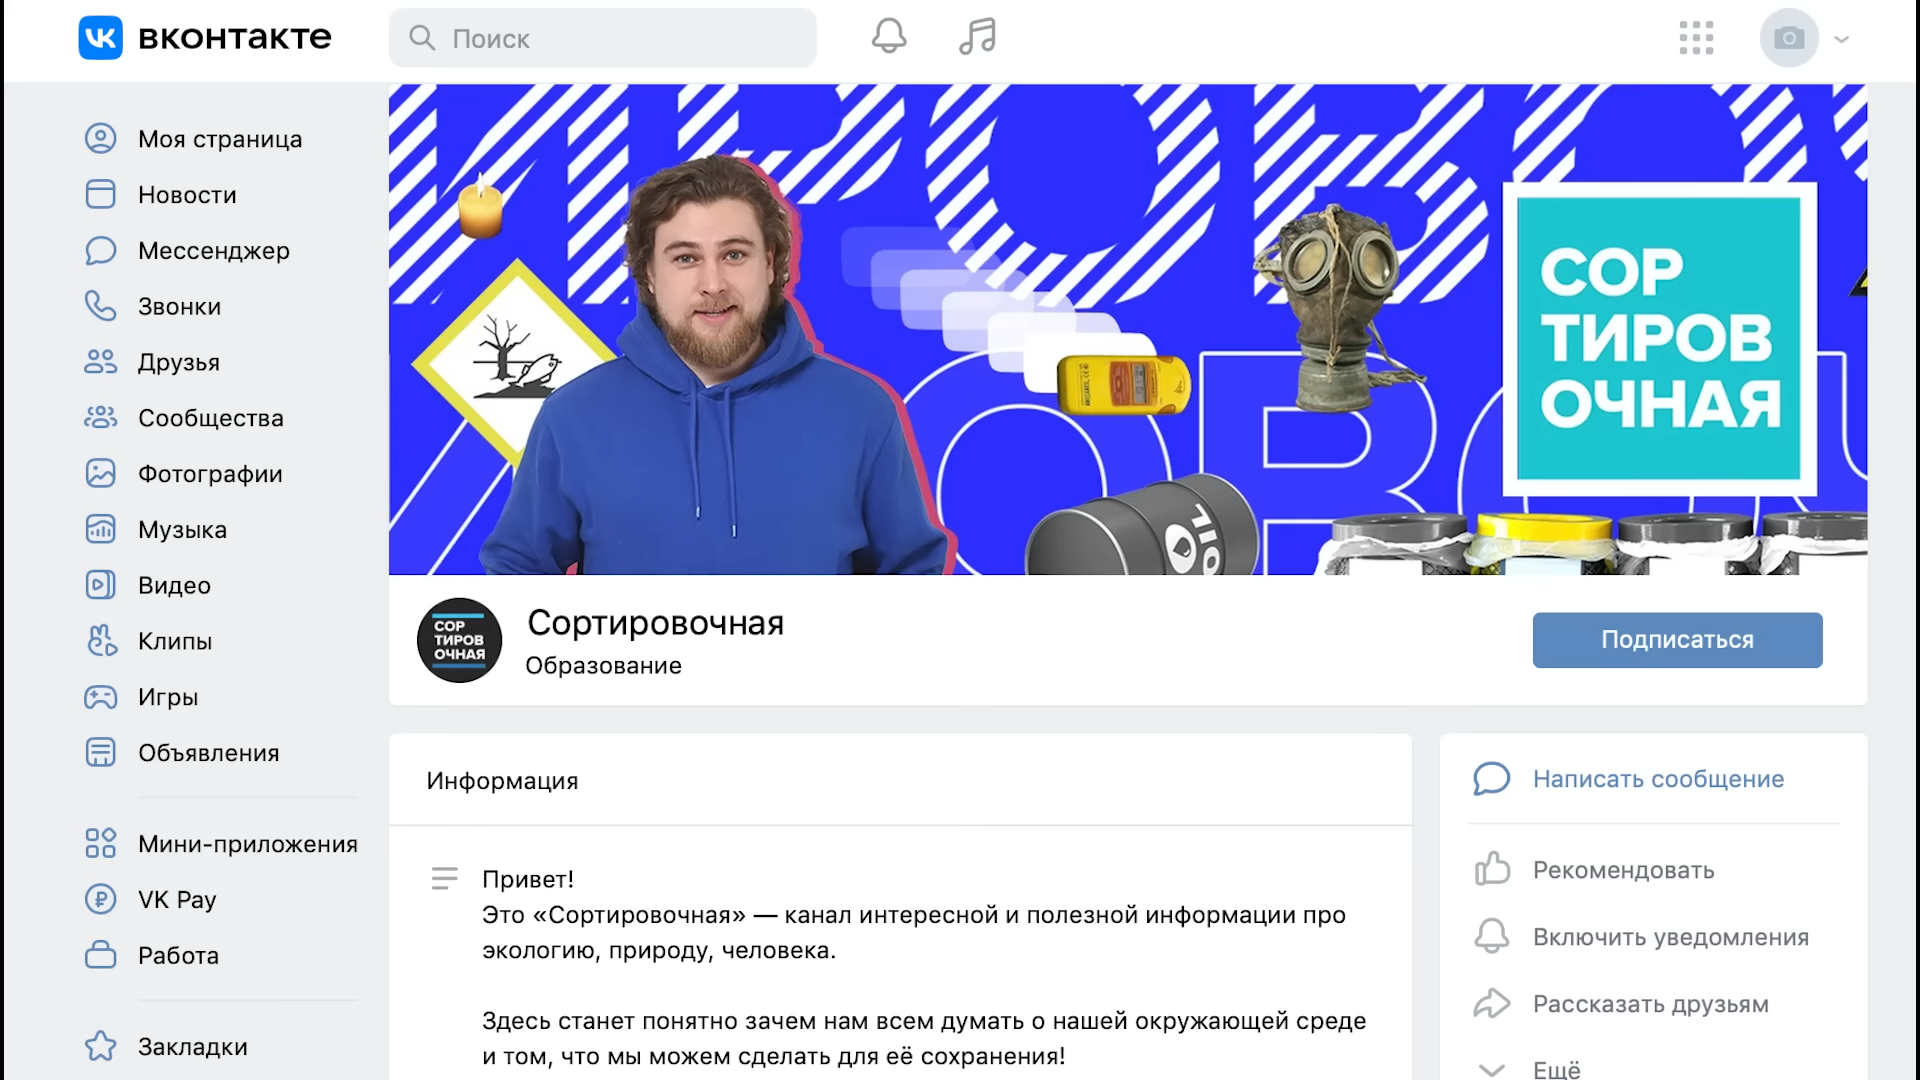 вконтакте
Поиск
Моя страница
Новости
Мессенджер
Звонки
Друзья
Сообщества
Фотографии
Музыка
Видео
Клипы
Игры
Объявления
Мини-приложения
VK Pay
Работа
Закладки
СОР
ТИРОВ
ОЧНАЯ
OIL
СОР
ТИРОВ
ОЧНАЯ
Сортировочная
Образование
Подписаться
Информация
Привет!
Это «Сортировочная» — канал интересной и полезной информации про
экологию, природу, человека.
Здесь станет понятно зачем нам всем думать о нашей окружающей среде
и том, что мы можем сделать для её сохранения!
Написать сообщение
Рекомендовать
Включить уведомления
Рассказать друзьям
Ещё